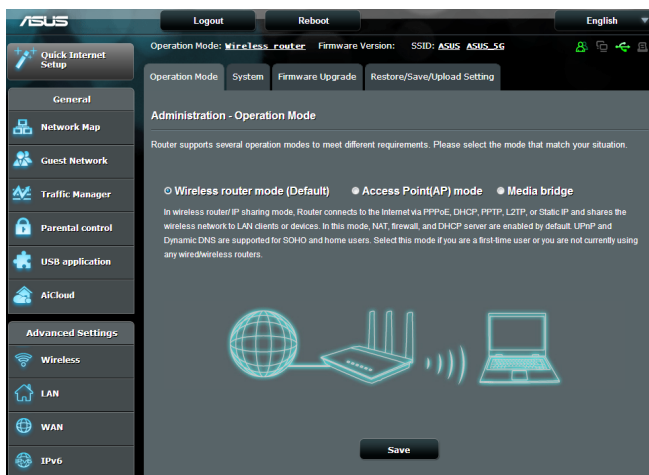 ASUS
Logout
Reboot
English
Quick Internet
Setup
Operation Mode: Wireless router Firmware Version: SSID: ASUS ASUS_5G
Operation Mode
System
Firmware Upgrade
Restore/Save/Upload Setting
General
Network Map
Guest Network
Traffic Manager
Parental control
USB application
AiCloud
Advanced Settings
Wireless
LAN
WAN
IPv6
Administration - Operation Mode
Router supports several operation modes to meet different requirements. Please select the mode that match your situation.
Wireless router mode (Default)
Access Point(AP) mode
Media bridge
In wireless router/ IP sharing mode, Router connects to the Internet via PPPoE, DHCP, PPTP, L2TP, or Static IP and shares the
wireless network to LAN clients or devices. In this mode, NAT, firewall, and DHCP server are enabled by default. UPnP and
Dynamic DNS are supported for SOHO and home users. Select this mode if you are a first-time user or you are not currently using
any wired/wireless routers.
Save